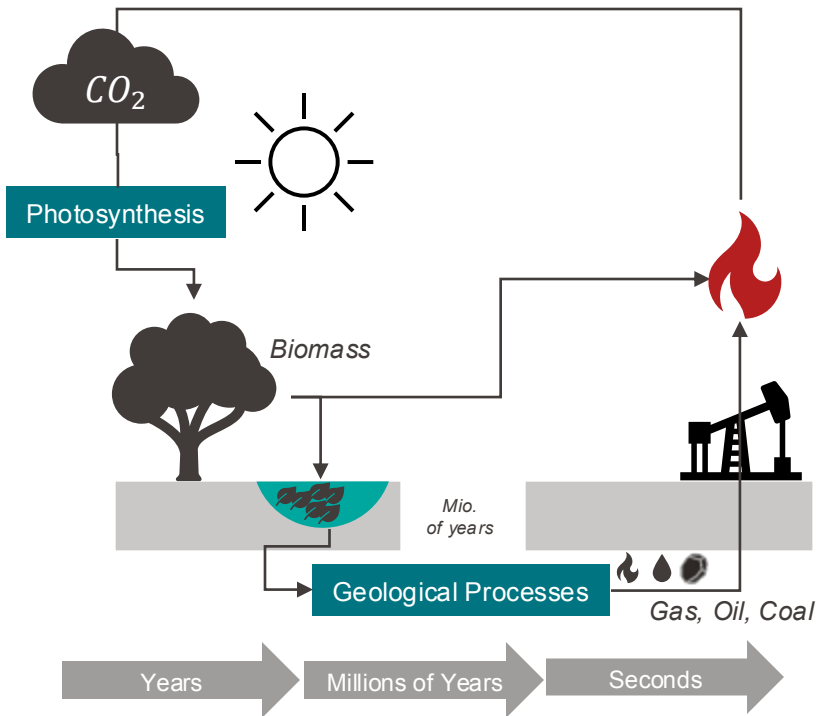 CO₂
Photosynthesis
Biomass
Mio.
of years
Geological Processes
Gas, Oil, Coal
Years
Millions of Years
Seconds